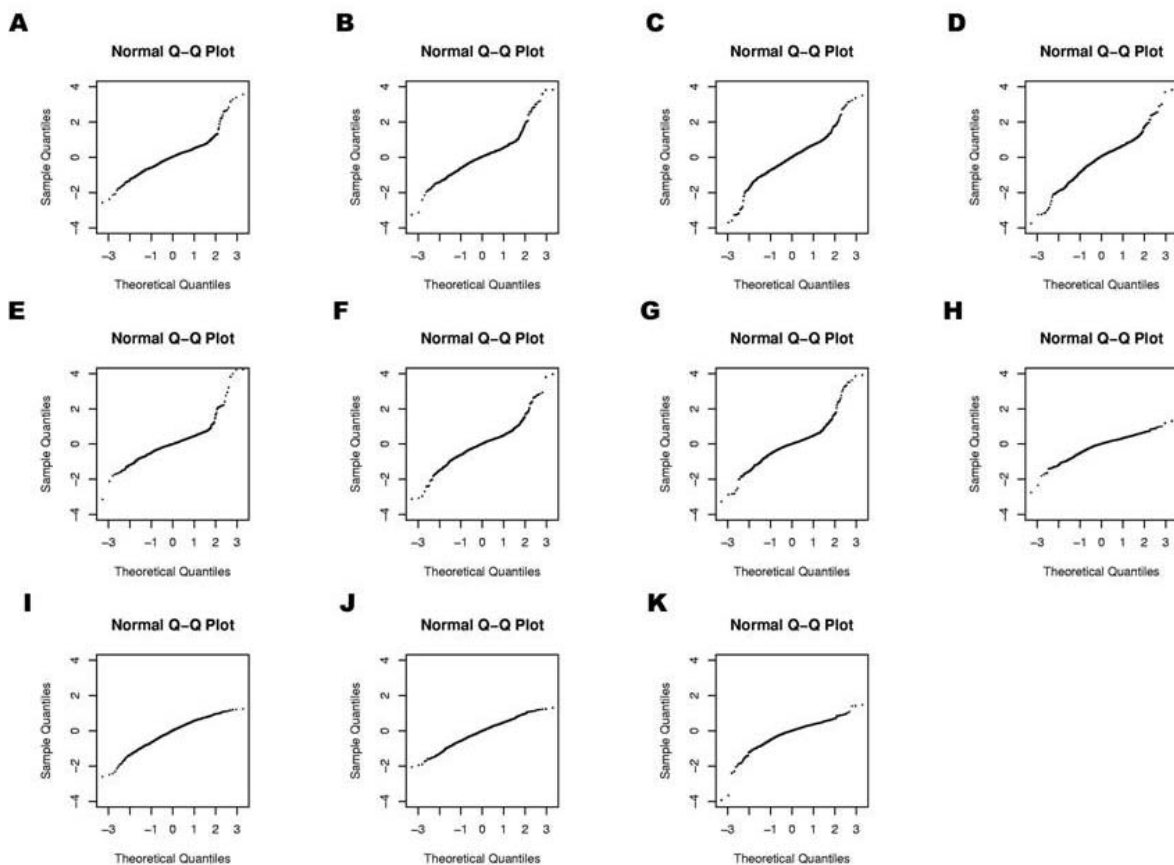 A B C D
Normal Q-Q Plot Normal Q-Q Plot Normal Q-Q Plot Normal Q-Q Plot
Sample Quantiles Sample Quantiles Sample Quantiles Sample Quantiles
4 4 4 4
2 2 2 2
0 0 0 0
-2 -2 -2 -2
-4 -4 -4 -4
-3 -1 0 1 2 3 -3 -1 0 1 2 3 -3 -1 0 1 2 3 -3 -1 0 1 2 3
Theoretical Quantiles Theoretical Quantiles Theoretical Quantiles Theoretical Quantiles
E F G H
Normal Q-Q Plot Normal Q-Q Plot Normal Q-Q Plot Normal Q-Q Plot
Sample Quantiles Sample Quantiles Sample Quantiles Sample Quantiles
4 4 4 4
2 2 2 2
0 0 0 0
-2 -2 -2 -2
-4 -4 -4 -4
-3 -1 0 1 2 3 -3 -1 0 1 2 3 -3 -1 0 1 2 3 -3 -1 0 1 2 3
Theoretical Quantiles Theoretical Quantiles Theoretical Quantiles Theoretical Quantiles
I J K
Normal Q-Q Plot Normal Q-Q Plot Normal Q-Q Plot
Sample Quantiles Sample Quantiles Sample Quantiles
4 4 4
2 2 2
0 0 0
-2 -2 -2
-4 -4 -4
-3 -1 0 1 2 3 -3 -1 0 1 2 3 -3 -1 0 1 2 3
Theoretical Quantiles Theoretical Quantiles Theoretical Quantiles